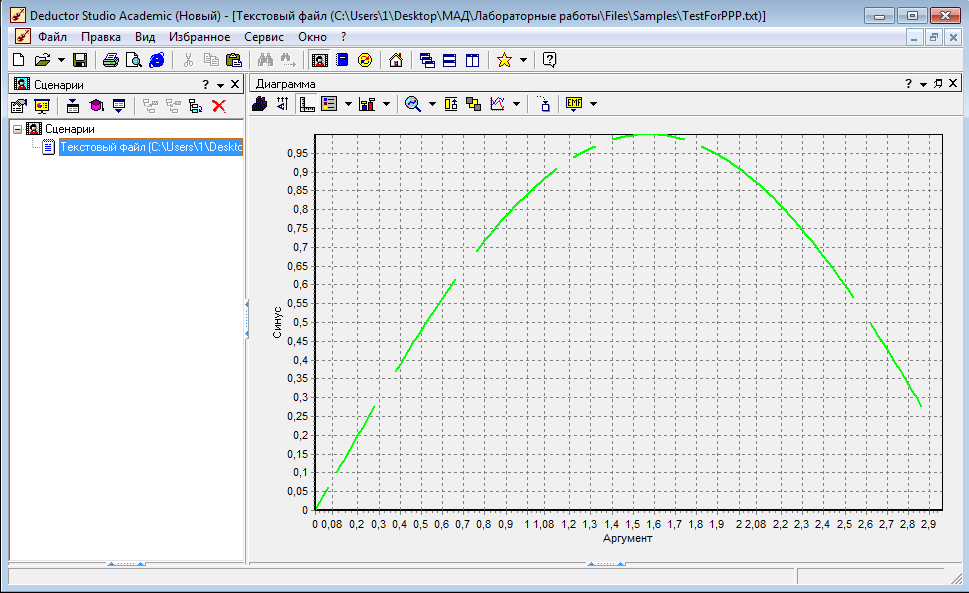 Deductor Studio Academic (Новый) - [Текстовый файл (C:\Users\1\Desktop\МАД\Лабораторные работы\Files\Samples\TestForPPP.txt)]
Файл Правка Вид Избранное Сервис Окно ?
Сценарии ?
Диаграмма ?
EMF
Сценарии
Текстовый файл (C:\Users\1\Deskto
0,95
0,9
0,85
0,8
0,75
0,7
0,65
0,6
0,55
0,5
0,45
0,4
0,35
0,3
0,25
0,2
0,15
0,1
0,05
0
Синус
0 0,08 0,2 0,3 0,4 0,5 0,6 0,7 0,8 0,9 1 1,08 1,2 1,3 1,4 1,5 1,6 1,7 1,8 1,9 2 2,08 2,2 2,3 2,4 2,5 2,6 2,7 2,8 2,9
Аргумент